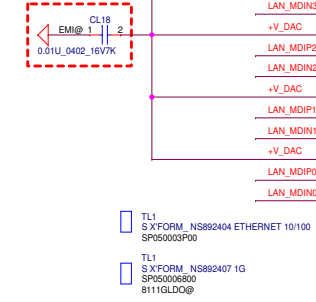 LAN_MDIN3
CL18
EMI@ 1 2
+V_DAC
0.01U_0402_16V7K
LAN_MDIP2
LAN_MDIN2
+V_DAC
LAN_MDIP1
LAN_MDIN1
+V_DAC
LAN_MDIP0
LAN_MDIN0
TL1
S X'FORM_ NS892404 ETHERNET 10/100
SP050003P00
TL1
S X'FORM_ NS892407 1G
SP050006800
8111GLDO@